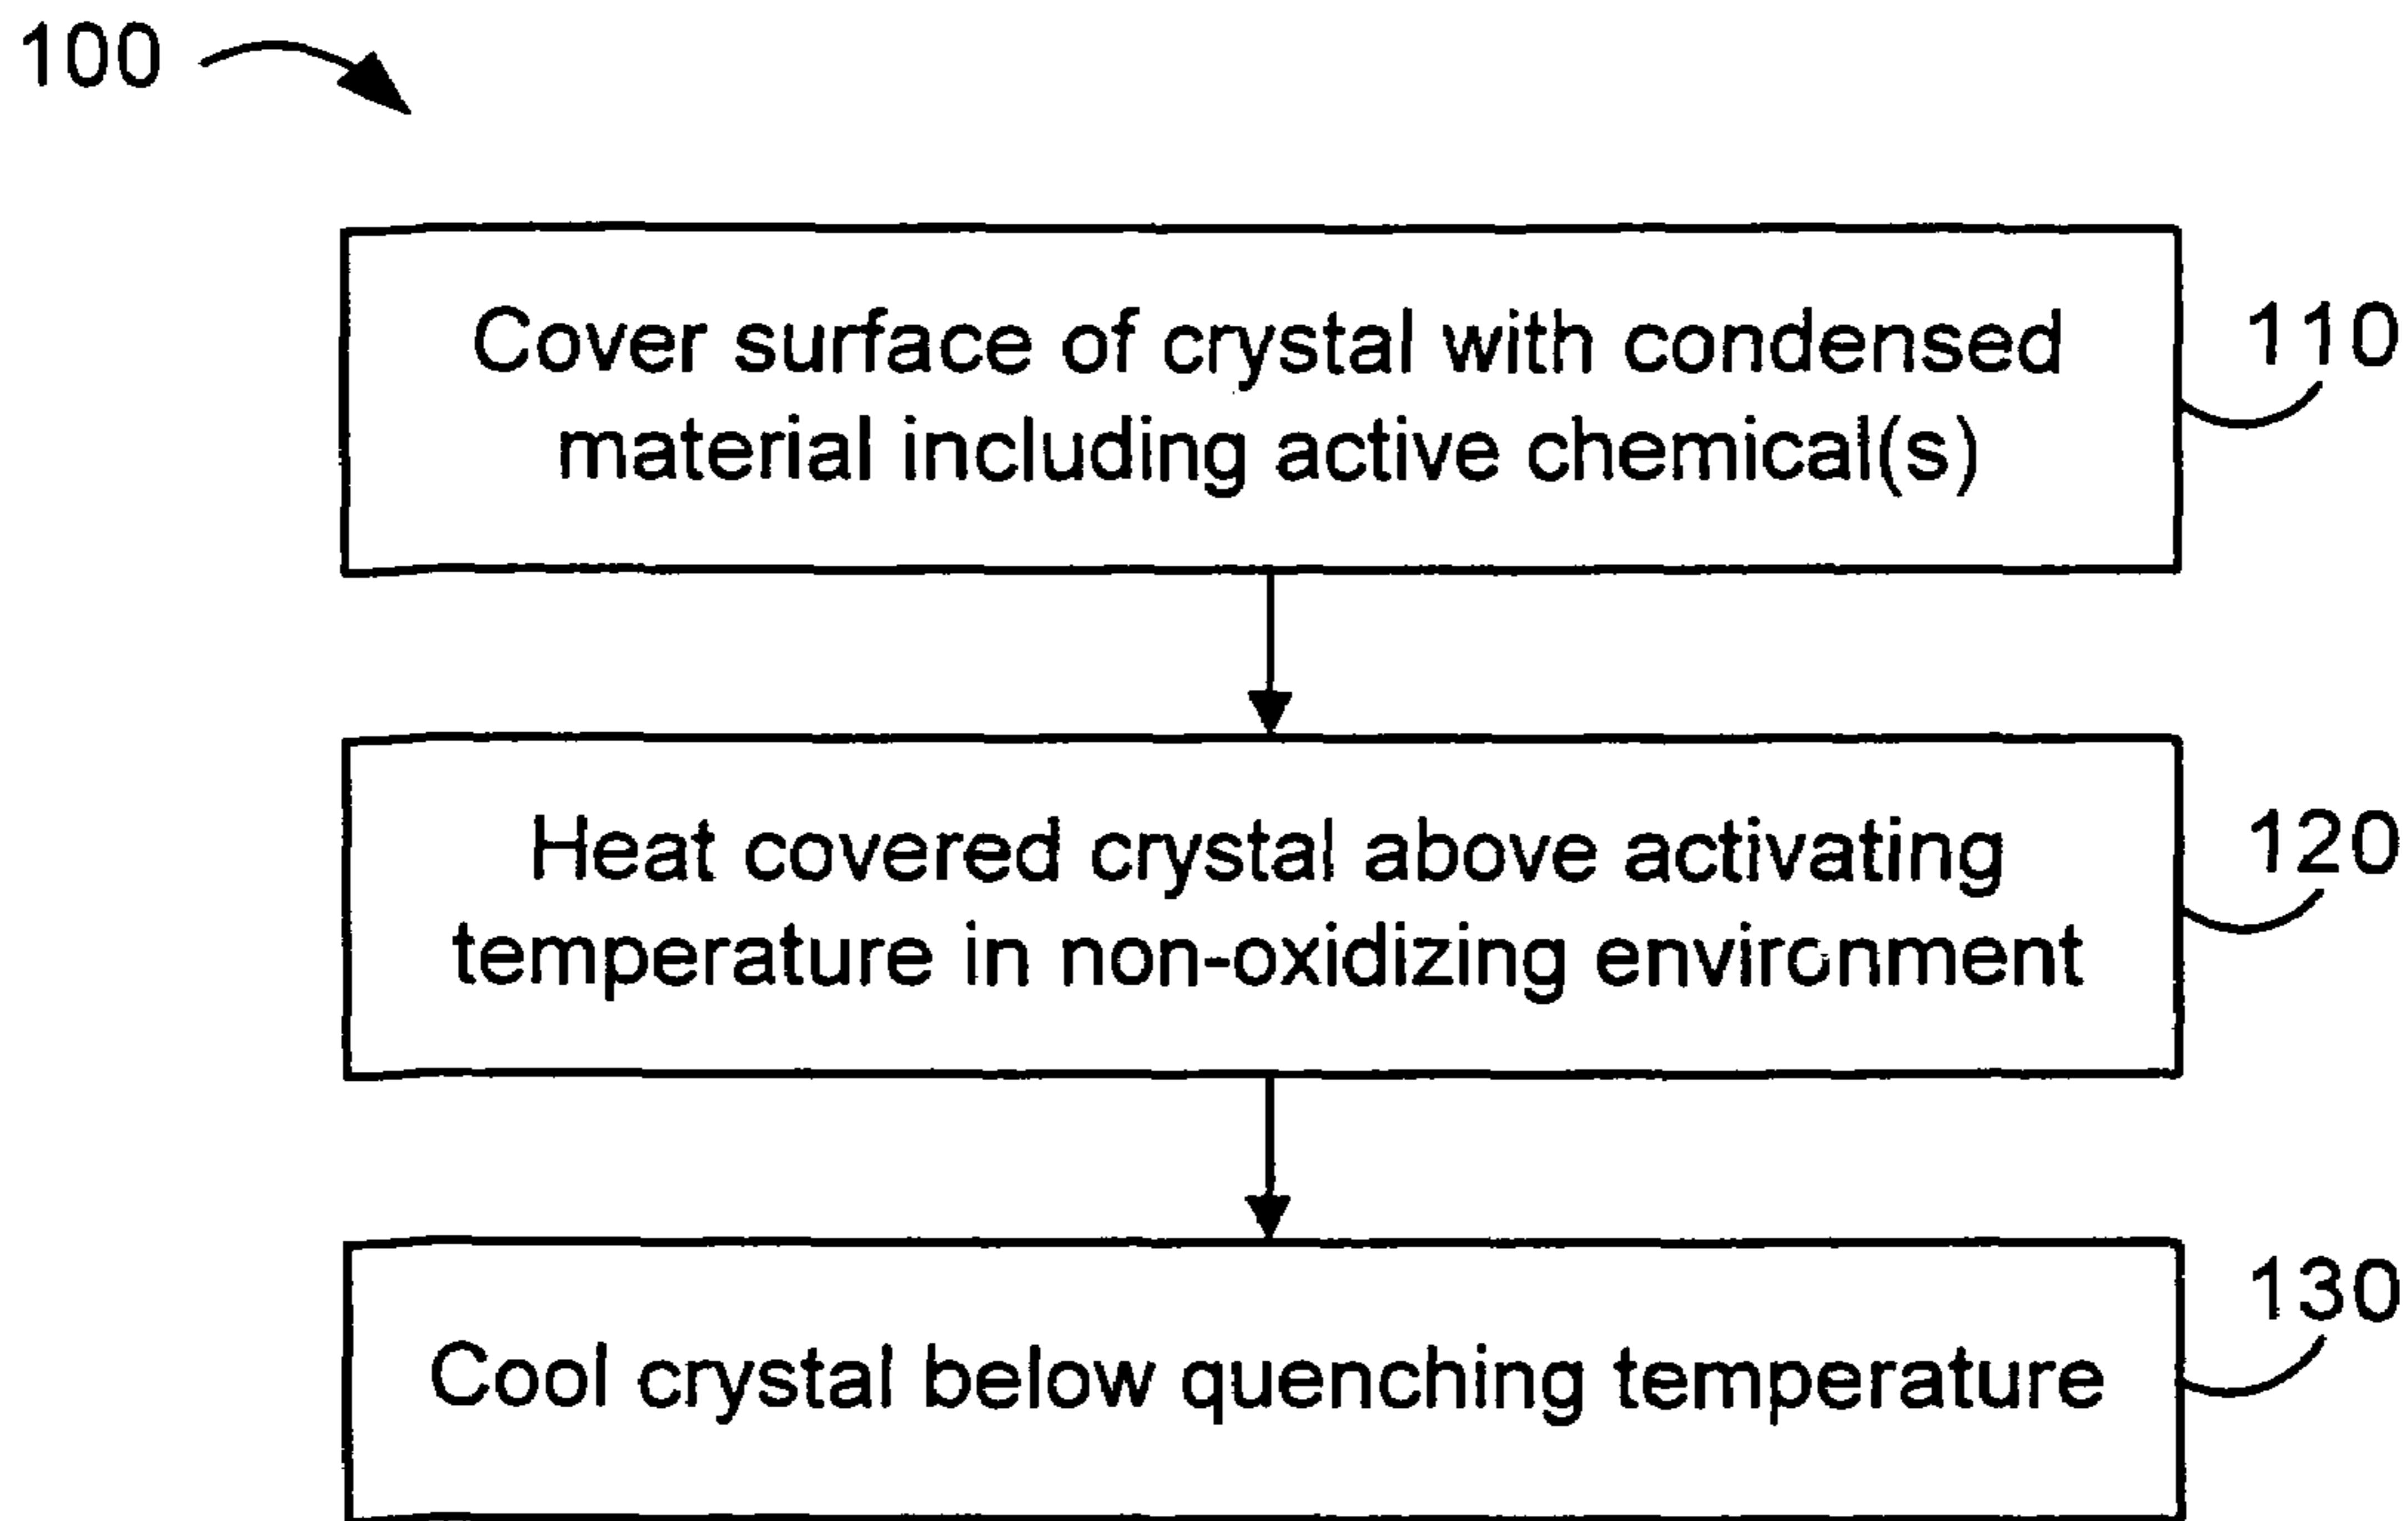 100
Cover surface of crystal with condensed
material including active chemical(s)
110
Heat covered crystal above activating
temperature in non-oxidizing environment
120
Cool crystal below quenching temperature
130